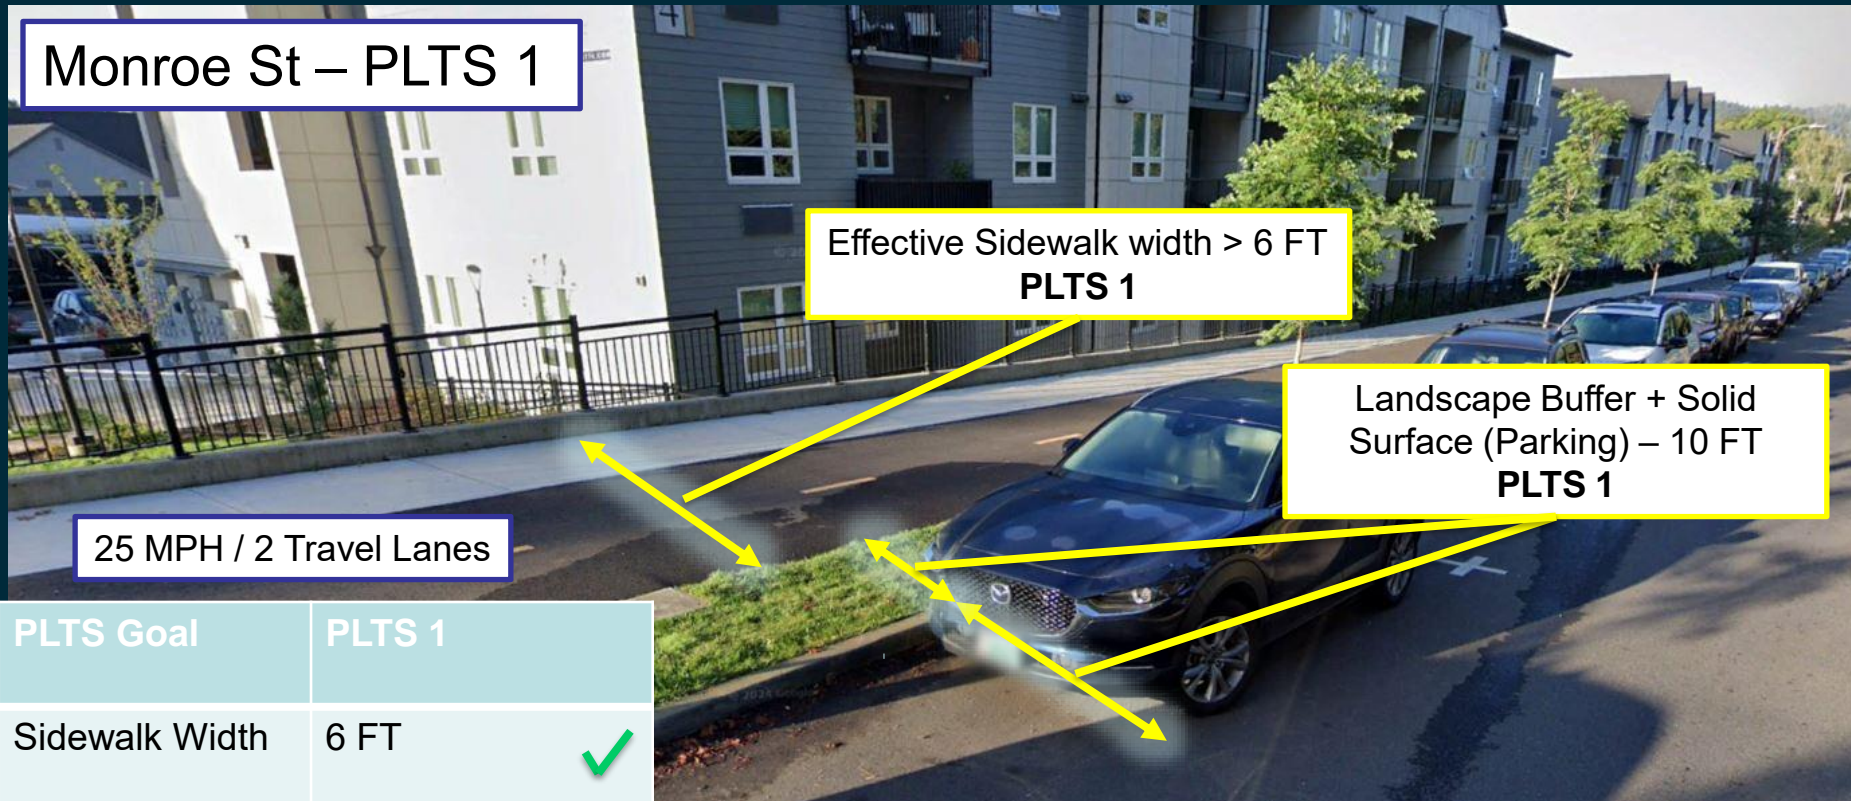 Monroe St – PLTS 1
4
Effective Sidewalk width > 6 FT
PLTS 1
Landscape Buffer + Solid
Surface (Parking) – 10 FT
PLTS 1
25 MPH / 2 Travel Lanes
PLTS Goal PLTS 1
Sidewalk Width 6 FT